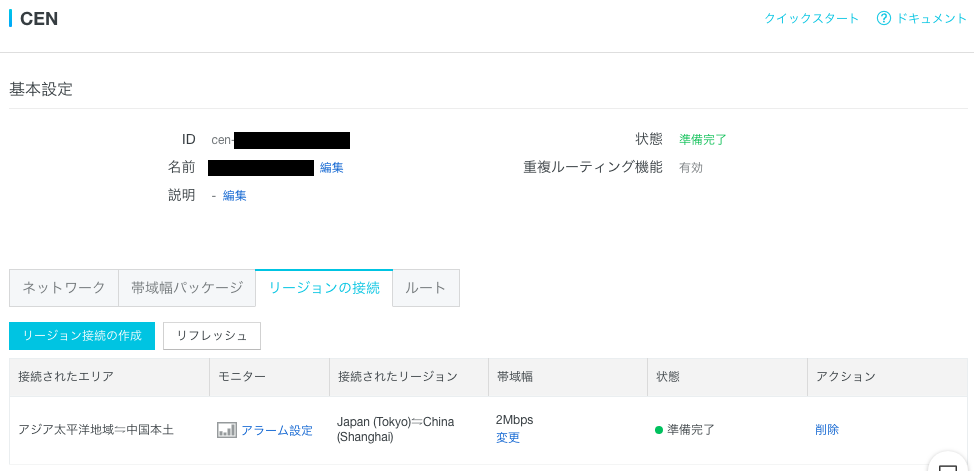 CEN
クイックスタート ? ドキュメント
基本設定
ID cen- 状態 準備完了
名前 編集 重複ルーティング機能 有効
説明 - 編集
ネットワーク 帯域幅パッケージ リージョンの接続 ルート
リージョン接続の作成 リフレッシュ
接続されたエリア モニター 接続されたリージョン 帯域幅 状態 アクション
アジア太平洋地域⇋中国本土 アラーム設定 Japan (Tokyo)⇋China
(Shanghai) 2Mbps
変更 準備完了 削除